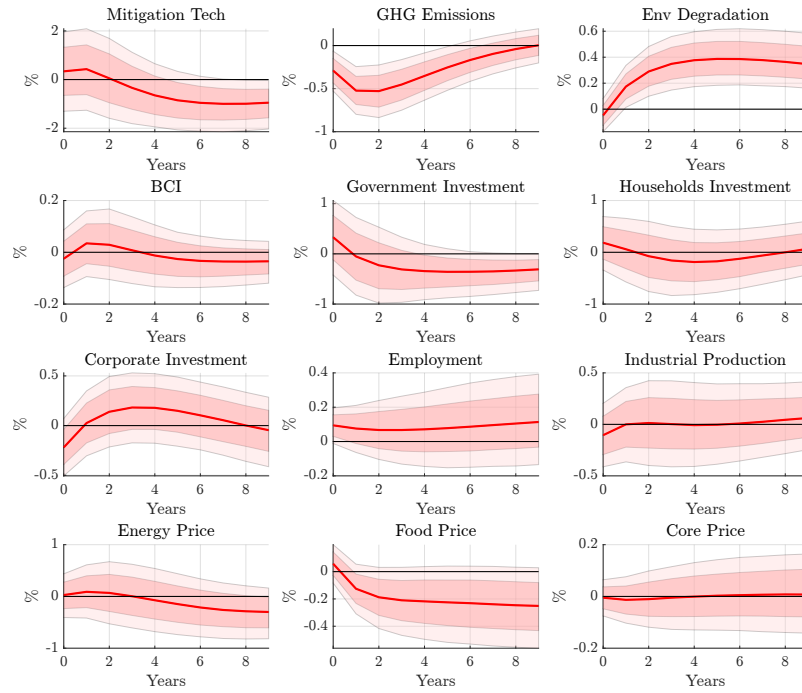 Mitigation Tech GHG Emissions Env Degradation
% 2 0 -2 % 0 -0.5 -1 % 0.6 0.4 0.2 0
0 2 4 6 8 0 2 4 6 8 0 2 4 6 8
Years Years Years
BCI Government Investment Households Investment
% 0.2 0 -0.2 % 1 0 -1 % 1 0 -1
0 2 4 6 8 0 2 4 6 8 0 2 4 6 8
Years Years Years
Corporate Investment Employment Industrial Production
% 0.5 0 -0.5 % 0.4 0.2 0 -0.2 % 0.5 0 -0.5
0 2 4 6 8 0 2 4 6 8 0 2 4 6 8
Years Years Years
Energy Price Food Price Core Price
% 1 0 -1 % 0 -0.2 -0.4 % 0.2 0 -0.2
0 2 4 6 8 0 2 4 6 8 0 2 4 6 8
Years Years Years